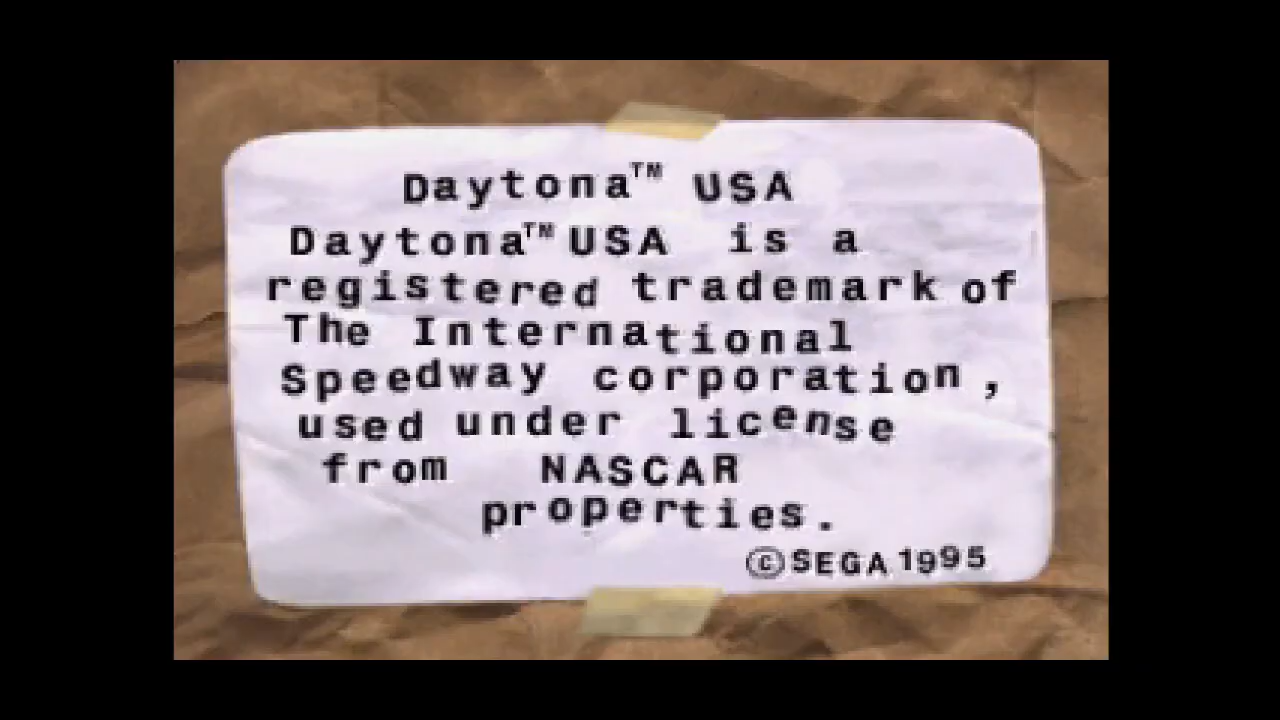 Daytona™ USA
Daytona™ USA is a
registered trademark of
The International
Speedway corporation,
used under license
from NASCAR
properties.
©SEGA 1995